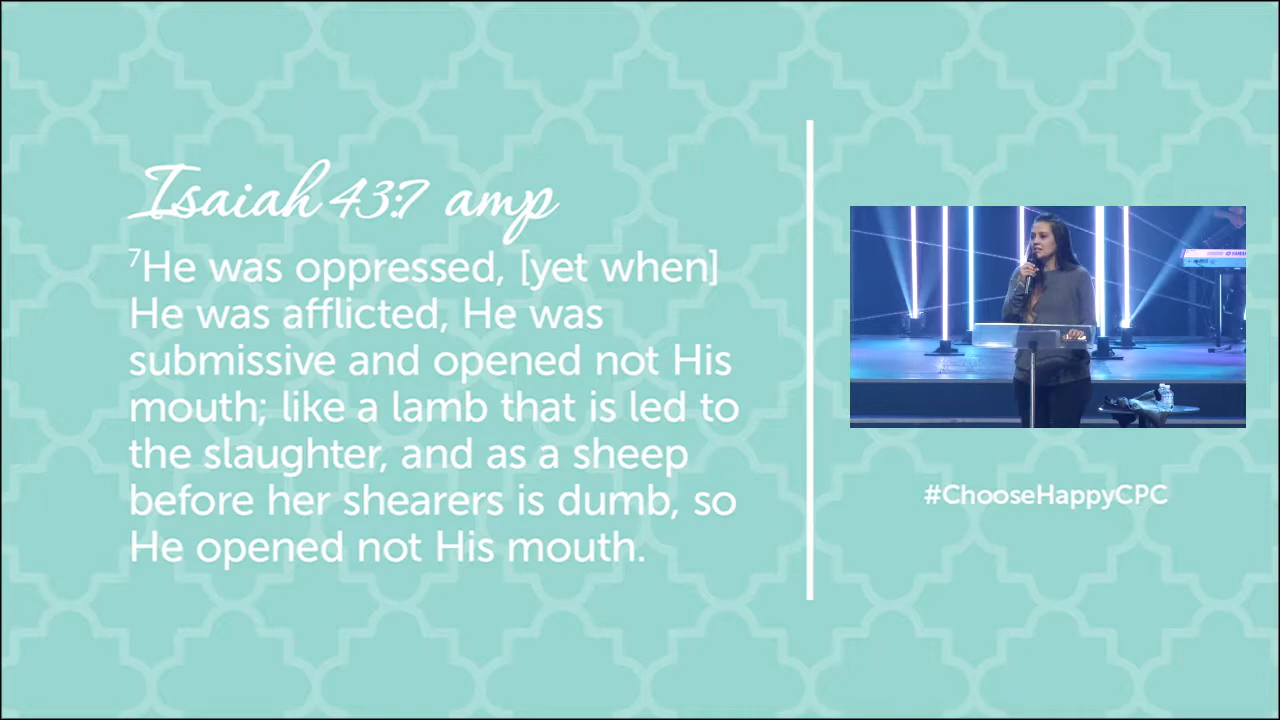 Isaiah 43:7 amp
7He was oppressed, [yet when]
He was afflicted, He was
submissive and opened not His
mouth; like a lamb that is led to
the slaughter, and as a sheep
before her shearers is dumb, so
He opened not His mouth.
#ChooseHappyCPC